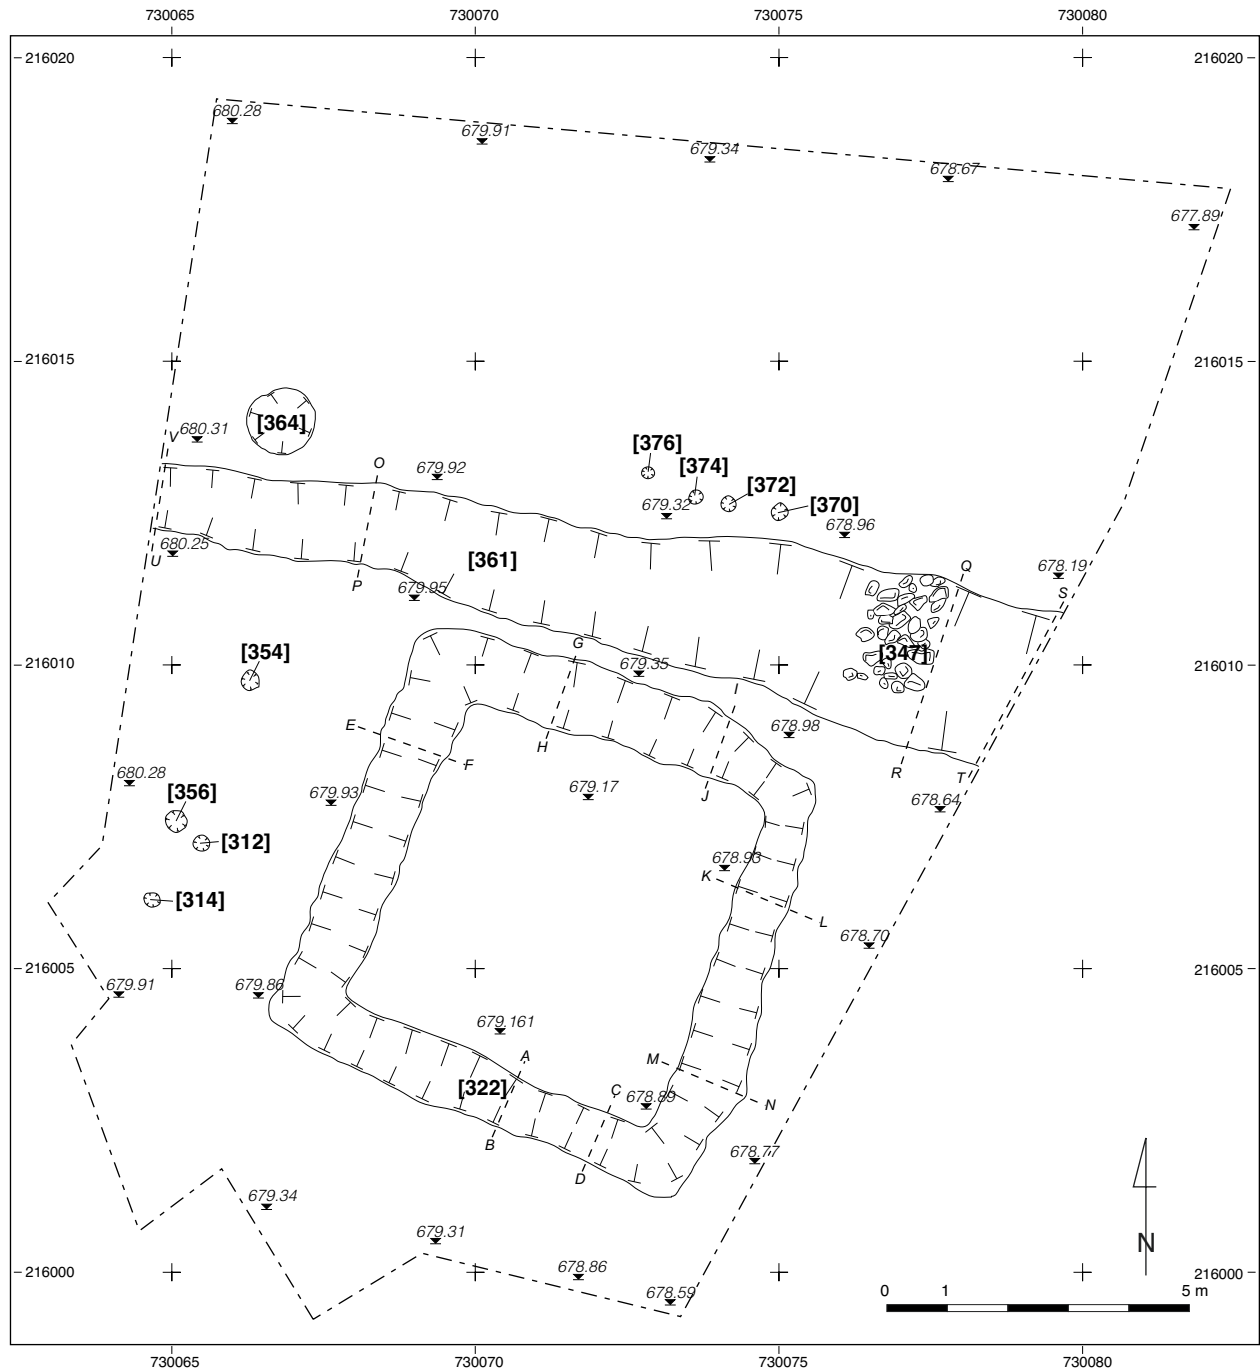 730065 730070 730075 730080
216020 216020
680.28
679.91
679.34
678.67
677.89
216015 216015
[364]
680.31
V
O
679.92
[376]
[374]
[372]
[370]
679.32
678.96
680.25
U
P
[361]
679.95
Q
678.19
S
[354]
G
[347]
216010 216010
679.35
E
H
F
678.98
R
T
J
680.28
[356]
679.93
679.17
678.64
[312]
678.93
K
[314]
L
678.70
216005 216005
679.91
679.86
679.161
A
M
[322]
C
678.89
N
B
D
678.77
679.34
679.31
N
678.86
216000 216000
678.59
0 1 5 m
730065 730070 730075 730080